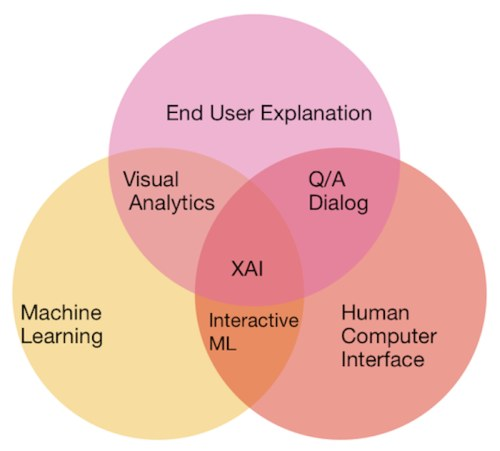 End User Explanation
Visual
Analytics
Q/A
Dialog
XAI
Machine
Learning
Interactive
ML
Human
Computer
Interface